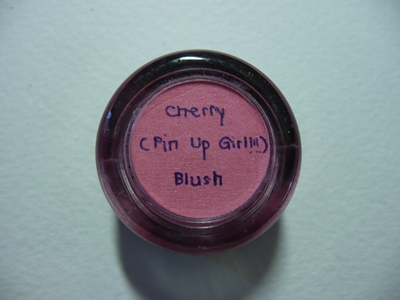 Cherry
(Pin Up Girl!!!)
Blush